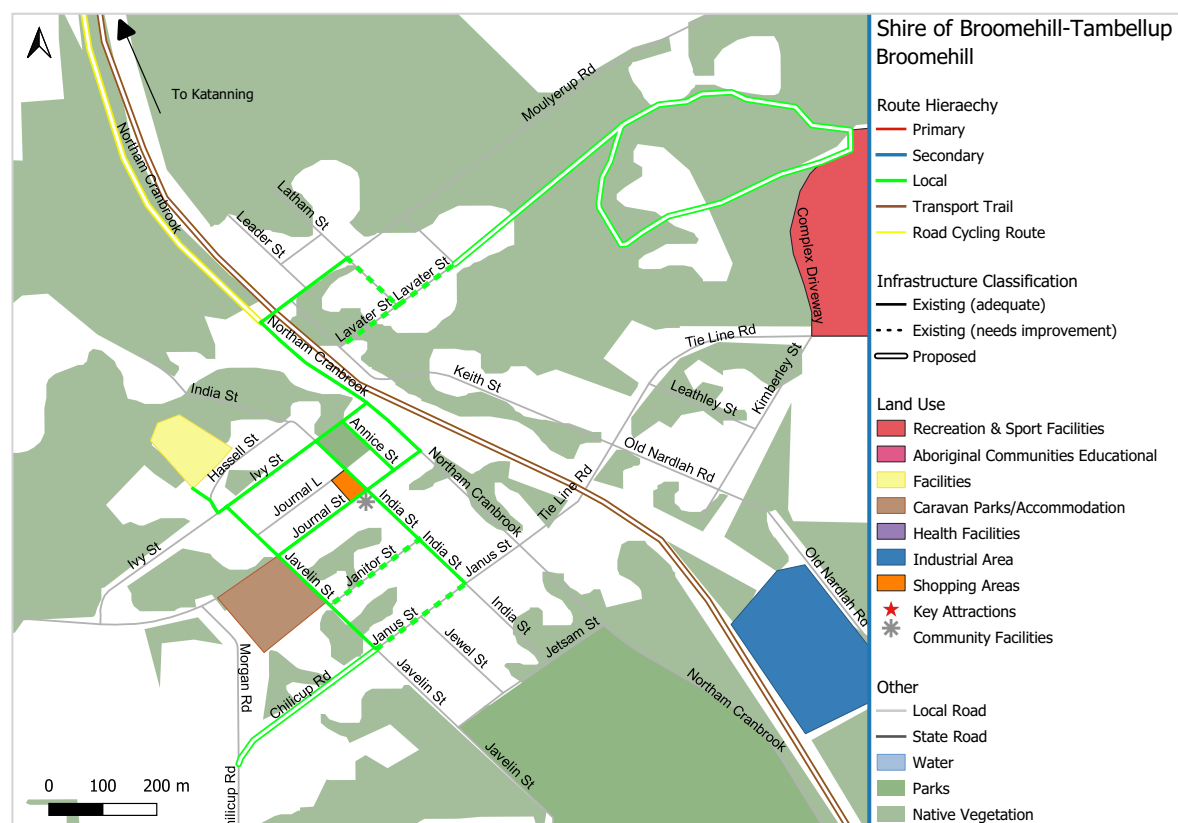 To Katanning
Moulyerup Rd
Northam Cranbrook
Latham St
Leader St
Lavater St
Lavater St
Complex Driveway
Northam Cranbrook
Tie Line Rd
Keith St
Kimberley St
Leathley St
India St
Annice St
Hassell St
Ivy St
Old Nardlah Rd
Northam Cranbrook
Journal L
Journal St
India St
Tie Line Rd
India St
Janus St
Ivy St
Janitor St
Javelin St
Old Nardlah Rd
India St
Janus St
Jewel St
Jetsam St
Morgan Rd
Chilicup Rd
Javelin St
Northam Cranbrook
Javelin St
hilicup Rd
0 100 200 m
Shire of Broomehill-Tambellup
Broomehill
Route Hieraechy
Primary
Secondary
Local
Transport Trail
Road Cycling Route
Infrastructure Classification
Existing (adequate)
Existing (needs improvement)
Proposed
Land Use
Recreation & Sport Facilities
Aboriginal Communities Educational
Facilities
Caravan Parks/Accommodation
Health Facilities
Industrial Area
Shopping Areas
Key Attractions
Community Facilities
Other
Local Road
State Road
Water
Parks
Native Vegetation